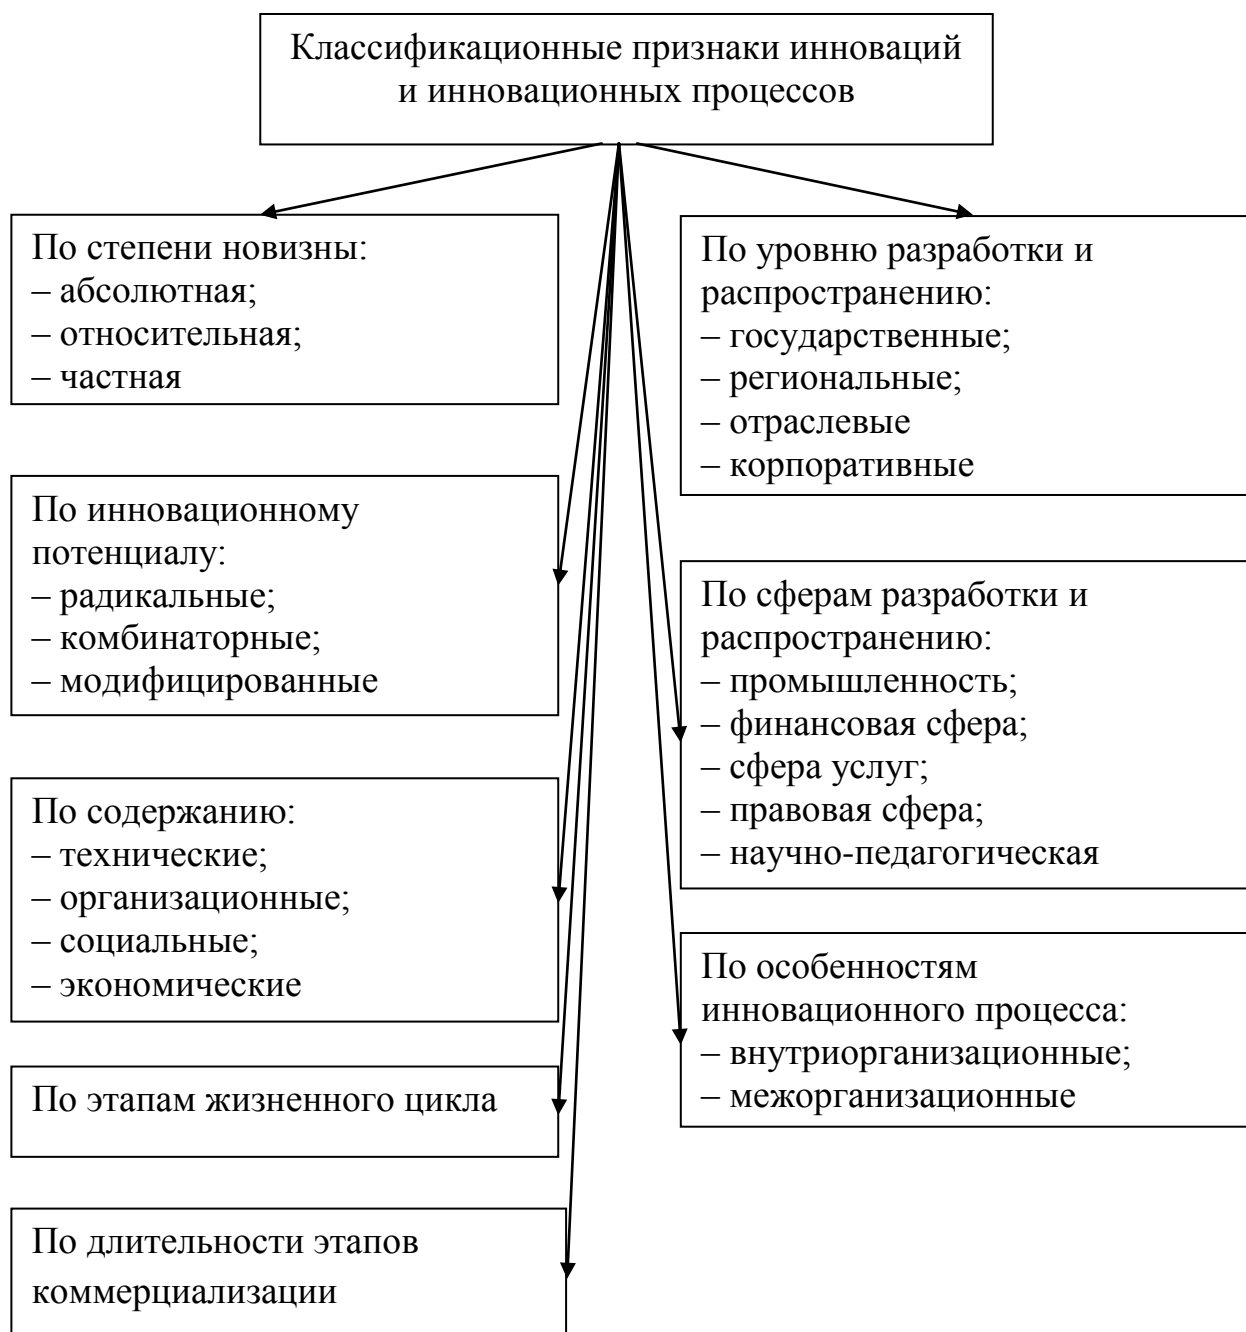 Классификационные признаки инноваций
и инновационных процессов
По степени новизны:
– абсолютная;
– относительная;
– частная
По инновационному
потенциалу:
– радикальные;
– комбинаторные;
– модифицированные
По содержанию:
– технические;
– организационные;
– социальные;
– экономические
По этапам жизненного цикла
По длительности этапов
коммерциализации
По уровню разработки и
распространению:
– государственные;
– региональные;
– отраслевые
– корпоративные
По сферам разработки и
распространению:
– промышленность;
– финансовая сфера;
– сфера услуг;
– правовая сфера;
– научно-педагогическая
По особенностям
инновационного процесса:
– внутриорганизационные;
– межорганизационные